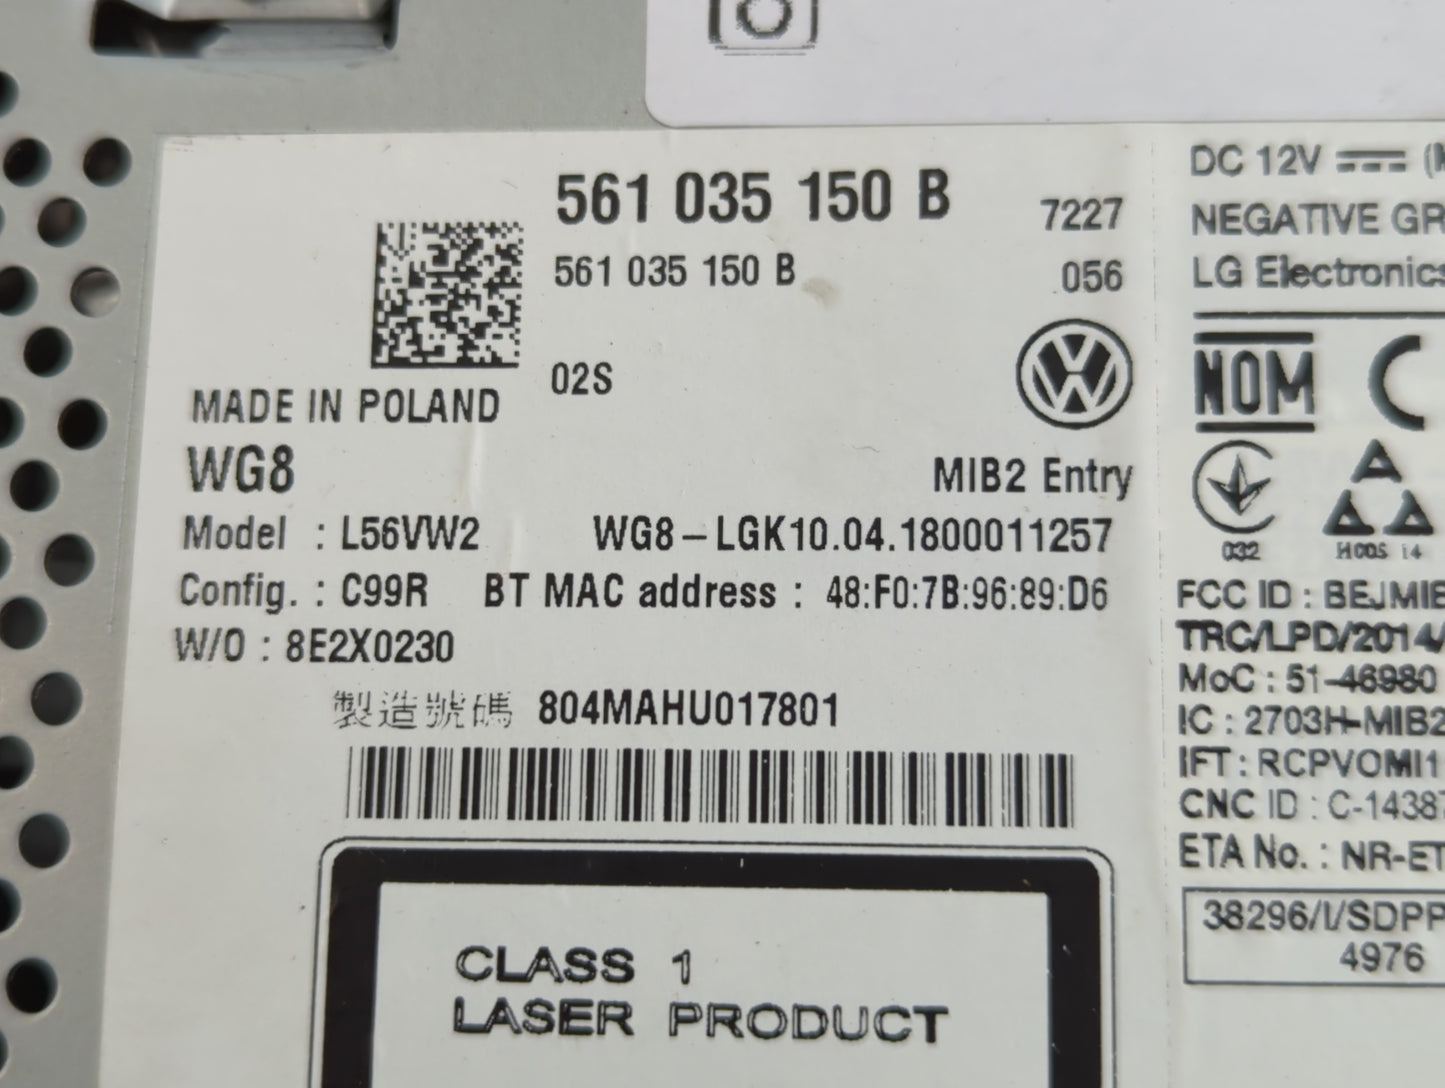 561 035 150 B
7227
561 035 150 B
056
02S
MADE IN POLAND
WG8
MIB2 Entry
Model : L56VW2 WG8-LGK10.04.1800011257
Config. : C99R BT MAC address : 48:F0:7B:96:89:D6
W/O : 8E2X0230
製造號碼 804MAHU017801
CLASS 1
LASER PRODUCT
DC 12V
NEGATIVE GR
LG Electronics
NOM
032
FCC ID : BEJMIB
TRC/LPD/2014/
MoC : 51-46980
IC : 2703H-MIB2
IFT : RCPVOMI1
CNC ID : C-1438
ETA No. : NR-ET
38296/I/SDPP
4976